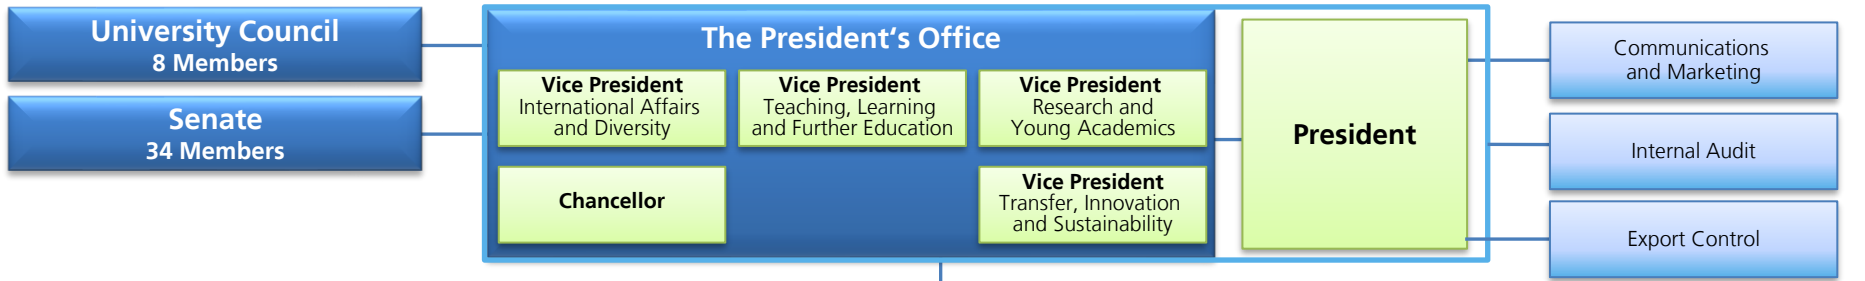 University Council
8 Members
Senate
34 Members
The President‘s Office
Vice President
International Affairs
and Diversity
Vice President
Teaching, Learning
and Further Education
Vice President
Research and
Young Academics
Chancellor
Vice President
Transfer, Innovation
and Sustainability
President
Communications
and Marketing
Internal Audit
Export Control